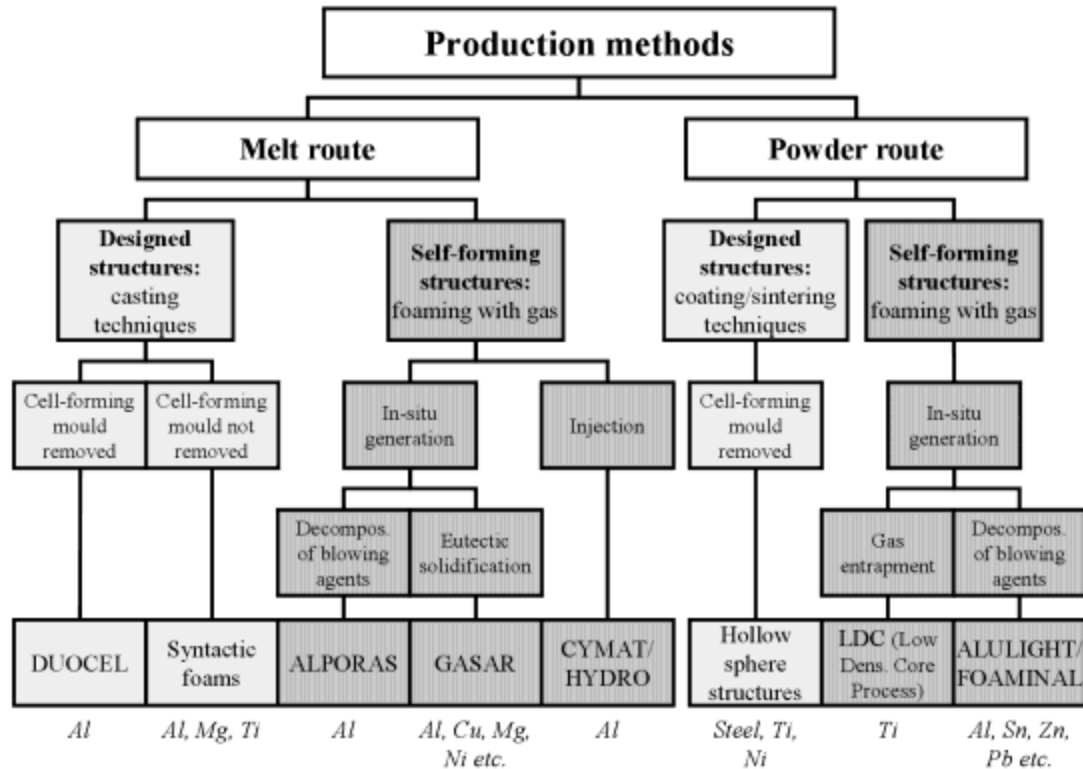 Production methods
Melt route
Powder route
Designed
structures:
casting
techniques
Self-forming
structures:
foaming with gas
Designed
structures:
coating/sintering
techniques
Self-forming
structures:
foaming with gas
Cell-forming
mould
removed
Cell-forming
mould not
removed
In-situ
generation
Injection
Cell-forming
mould
removed
In-situ
generation
Decompos.
of blowing
agents
Eutectic
solidification
Gas
entrapment
Decompos.
of blowing
agents
DUOCEL
Syntactic
foams
ALPORAS
GASAR
CYMAT/
HYDRO
Hollow
sphere
structures
LDC (Low
Dens. Core
Process)
ALULIGHT/
FOAMINAL
Al
Al, Mg, Ti
Al
Al, Cu, Mg,
Ni etc.
Al
Steel, Ti,
Ni
Ti
Al, Sn, Zn,
Pb etc.